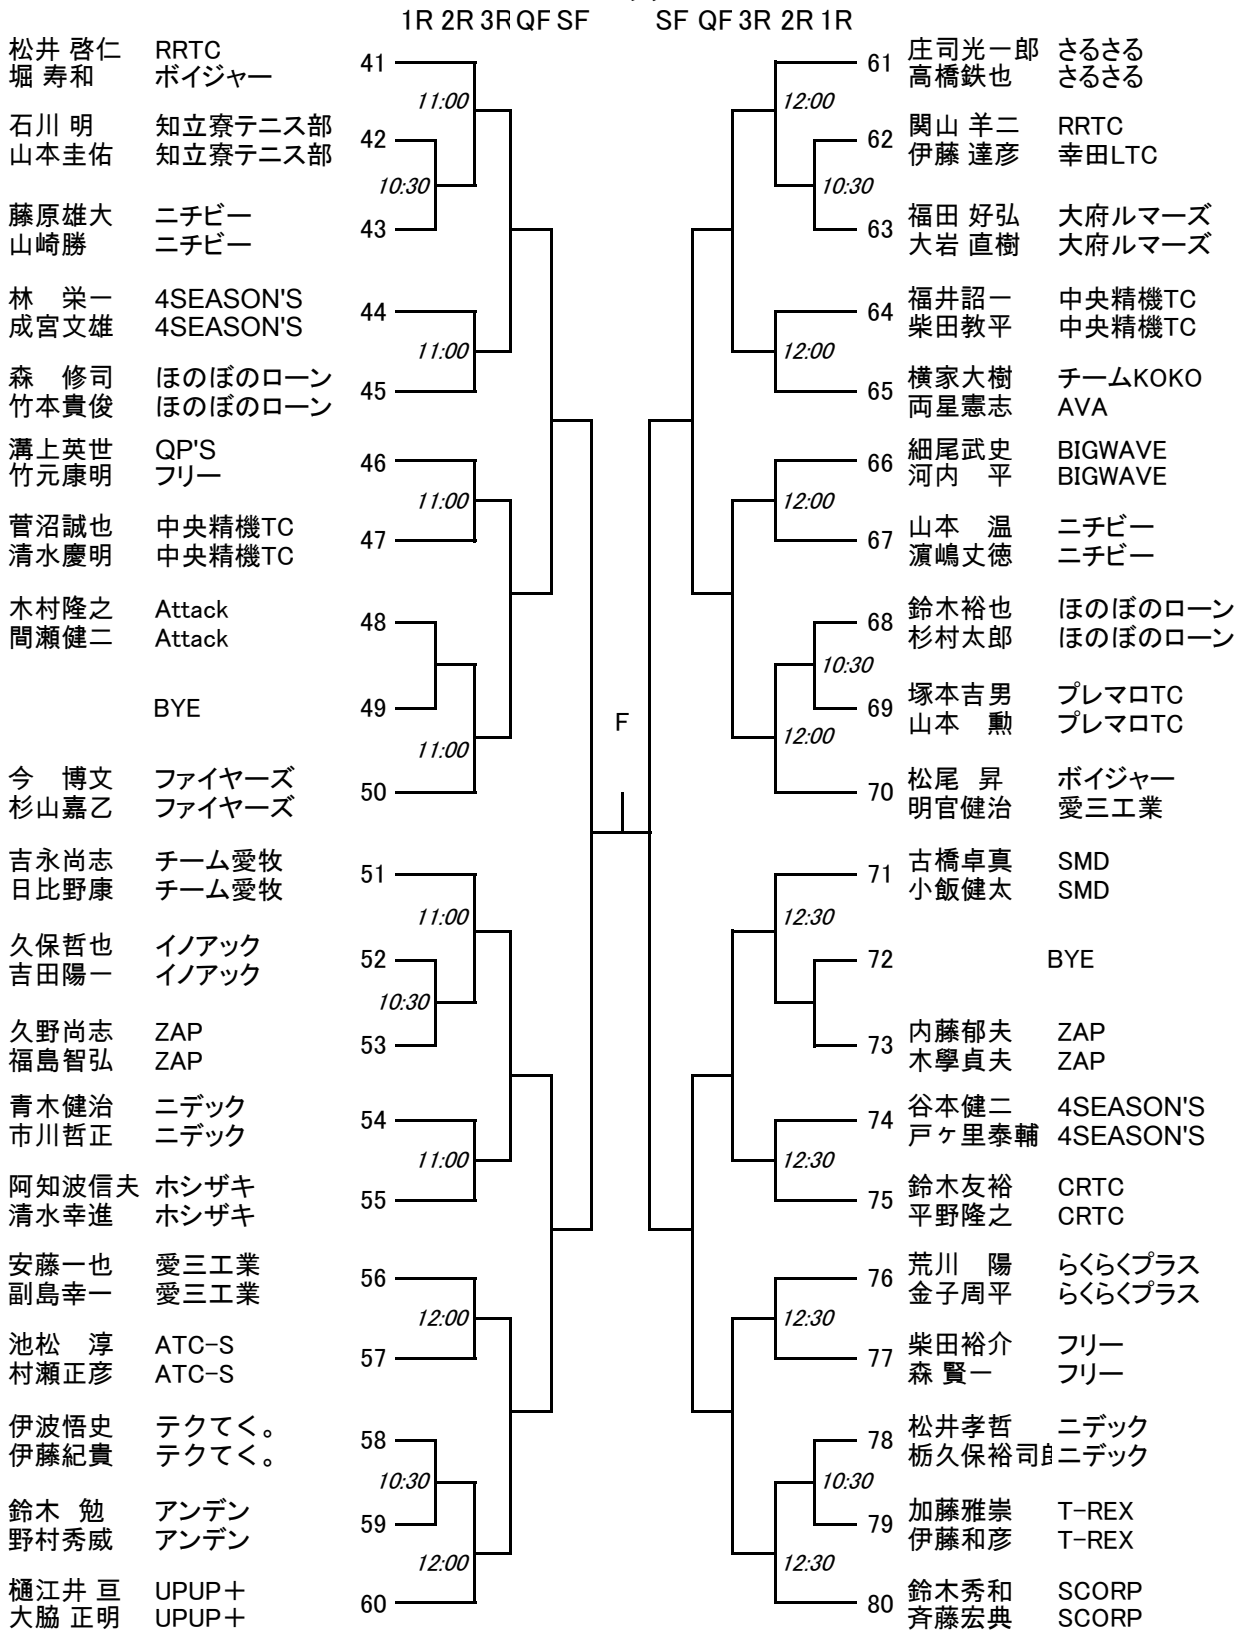 1R 2R 3R QF SF
SF QF 3R 2R 1R
松井 啓仁 RRTC
堀 寿和 ボイジャー
41
11:00
石川 明 知立寮テニス部
山本圭佑 知立寮テニス部
42
10:30
藤原雄大 ニチビー
山崎勝 ニチビー
43
林 栄一 4SEASON'S
成宮文雄 4SEASON'S
44
11:00
森 修司 ほのぼのローン
竹本貴俊 ほのぼのローン
45
溝上英世 QP'S
竹元康明 フリー
46
11:00
菅沼誠也 中央精機TC
清水慶明 中央精機TC
47
木村隆之 Attack
間瀬健二 Attack
48
BYE
49
11:00
今 博文 ファイヤーズ
杉山嘉乙 ファイヤーズ
50
吉永尚志 チーム愛牧
日比野康 チーム愛牧
51
11:00
久保哲也 イノアック
吉田陽一 イノアック
52
10:30
久野尚志 ZAP
福島智弘 ZAP
53
青木健治 ニデック
市川哲正 ニデック
54
11:00
阿知波信夫 ホシザキ
清水幸進 ホシザキ
55
安藤一也 愛三工業
副島幸一 愛三工業
56
12:00
池松 淳 ATC-S
村瀬正彦 ATC-S
57
伊波悟史 テクてく。
伊藤紀貴 テクてく。
58
10:30
鈴木 勉 アンデン
野村秀威 アンデン
59
12:00
樋江井 亘 UPUP＋
大脇 正明 UPUP＋
60
F
61
庄司光一郎 さるさる
高橋鉄也 さるさる
12:00
62
関山 羊二 RRTC
伊藤 達彦 幸田LTC
10:30
63
福田 好弘 大府ルマーズ
大岩 直樹 大府ルマーズ
64
福井詔一 中央精機TC
柴田教平 中央精機TC
12:00
65
横家大樹 チームKOKO
両星憲志 AVA
66
細尾武史 BIGWAVE
河内 平 BIGWAVE
12:00
67
山本 温 ニチビー
濵嶋丈徳 ニチビー
68
鈴木裕也 ほのぼのローン
杉村太郎 ほのぼのローン
10:30
69
塚本吉男 プレマロTC
山本 勲 プレマロTC
12:00
70
松尾 昇 ボイジャー
明官健治 愛三工業
71
古橋卓真 SMD
小飯健太 SMD
12:30
72
BYE
73
内藤郁夫 ZAP
木學貞夫 ZAP
74
谷本健二 4SEASON'S
戸ヶ里泰輔 4SEASON'S
12:30
75
鈴木友裕 CRTC
平野隆之 CRTC
76
荒川 陽 らくらくプラス
金子周平 らくらくプラス
12:30
77
柴田裕介 フリー
森 賢一 フリー
78
松井孝哲 ニデック
栃久保裕司 ニデック
10:30
79
加藤雅崇 T-REX
伊藤和彦 T-REX
12:30
80
鈴木秀和 SCORP
斉藤宏典 SCORP